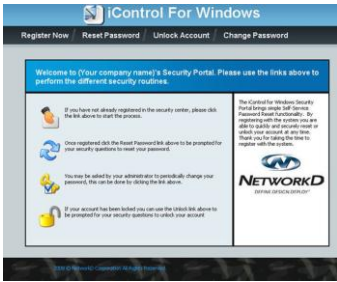 iControl For Windows
Register Now / Reset Password / Unlock Account / Change Password
Welcome to (Your company name)'s Security Portal. Please use the links above to
perform the different security routines.
If you have not already registered in the security center, please click
the link above to start the process.
Once registered click the Reset Password link above to be prompted for
your security questions to reset your password.
You may be asked by your administrator to periodically change your
password, this can be done by clicking the link above.
If your account has been locked you can use the Unlock link above to
be prompted for your security questions to unlock your account
The iControl for Windows Security
Portal brings simple Self-Service
Password Reset functionality. By
registering with the system you are
able to quickly and securely reset or
unlock your account at any time.
Thank you for taking the time to
register with the system.
NETWORKD
DEFINE.DESIGN.DEPLOY
NetworkD Corporation All Rights Reserved